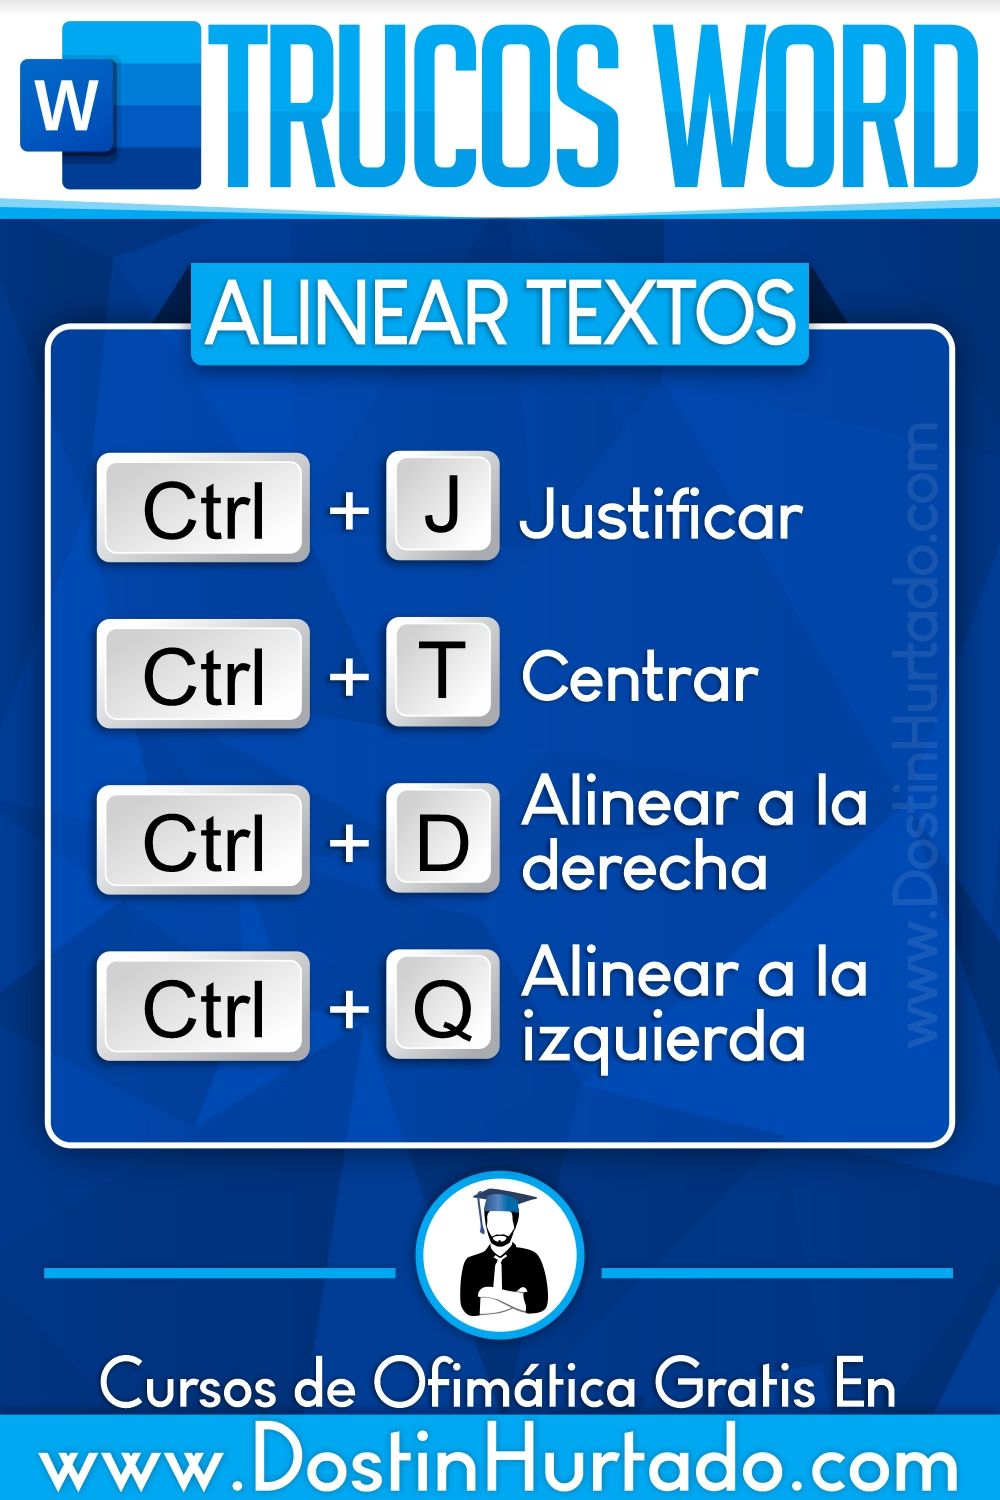 W TRUCOS WORD
ALINEAR TEXTOS
Ctrl + J Justificar
Ctrl + T Centrar
Ctrl + D Alinear a la
derecha
Ctrl + Q Alinear a la
izquierda
www.DostinHurtado.com
Cursos de Ofimática Gratis En
www.DostinHurtado.com